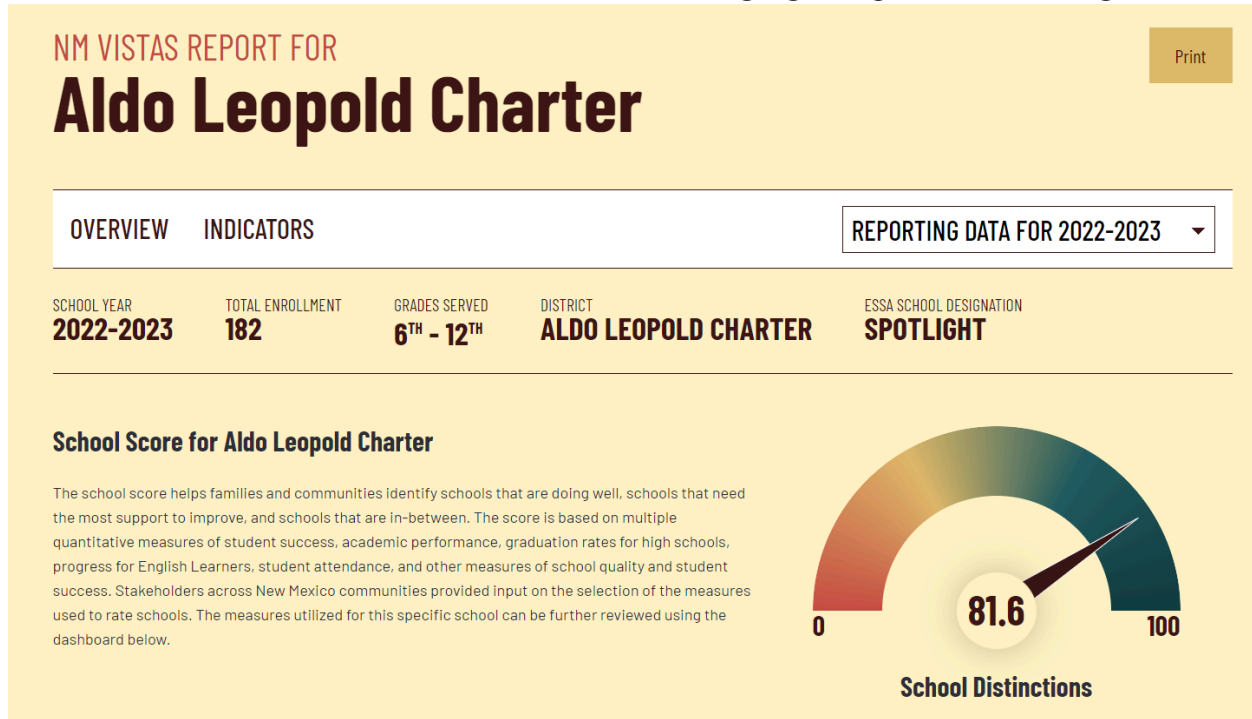 NM VISTAS REPORT FOR
Print
Aldo Leopold Charter
OVERVIEW INDICATORS REPORTING DATA FOR 2022-2023
SCHOOL YEAR TOTAL ENROLLMENT GRADES SERVED DISTRICT ESSA SCHOOL DESIGNATION
2022-2023 182 6TH - 12TH ALDO LEOPOLD CHARTER SPOTLIGHT
School Score for Aldo Leopold Charter
The school score helps families and communities identify schools that are doing well, schools that need
the most support to improve, and schools that are in-between. The score is based on multiple
quantitative measures of student success, academic performance, graduation rates for high schools,
progress for English Learners, student attendance, and other measures of school quality and student
success. Stakeholders across New Mexico communities provided input on the selection of the measures
used to rate schools. The measures utilized for this specific school can be further reviewed using the
dashboard below.
0 81.6 100
School Distinctions